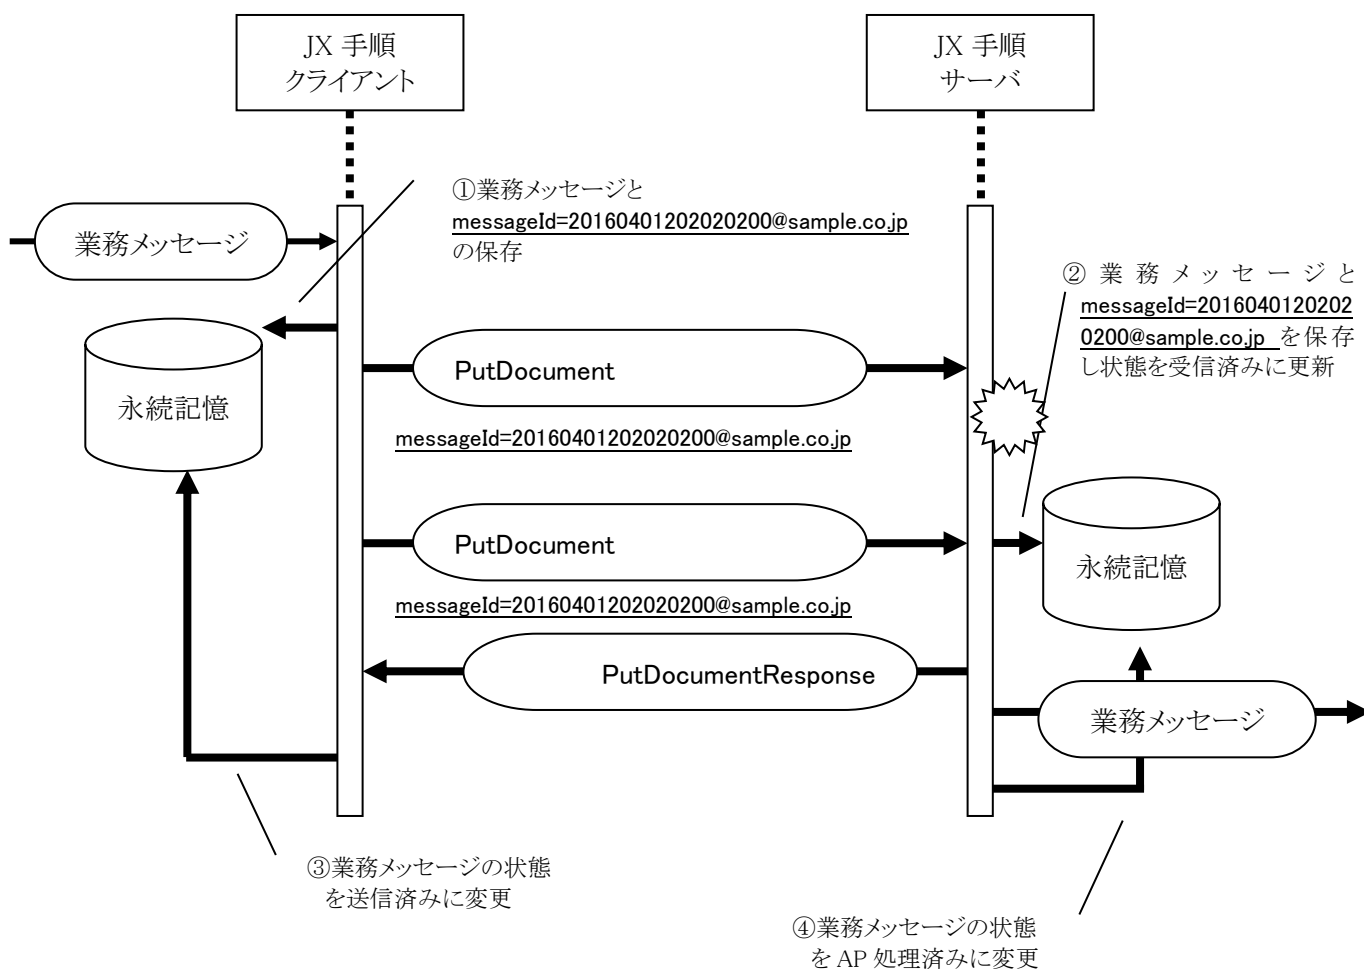 JX 手順
クライアント
JX 手順
サーバ
①業務メッセージと
messageId=20160401202020200@sample.co.jp
の保存
業務メッセージ
②業務メッセージと
messageId=2016040120202
0200@sample.co.jp を保存
し状態を受信済みに更新
永続記憶
PutDocument
messageId=20160401202020200@sample.co.jp
PutDocument
messageId=20160401202020200@sample.co.jp
永続記憶
PutDocumentResponse
業務メッセージ
③業務メッセージの状態
を送信済みに変更
④業務メッセージの状態
を AP 処理済みに変更